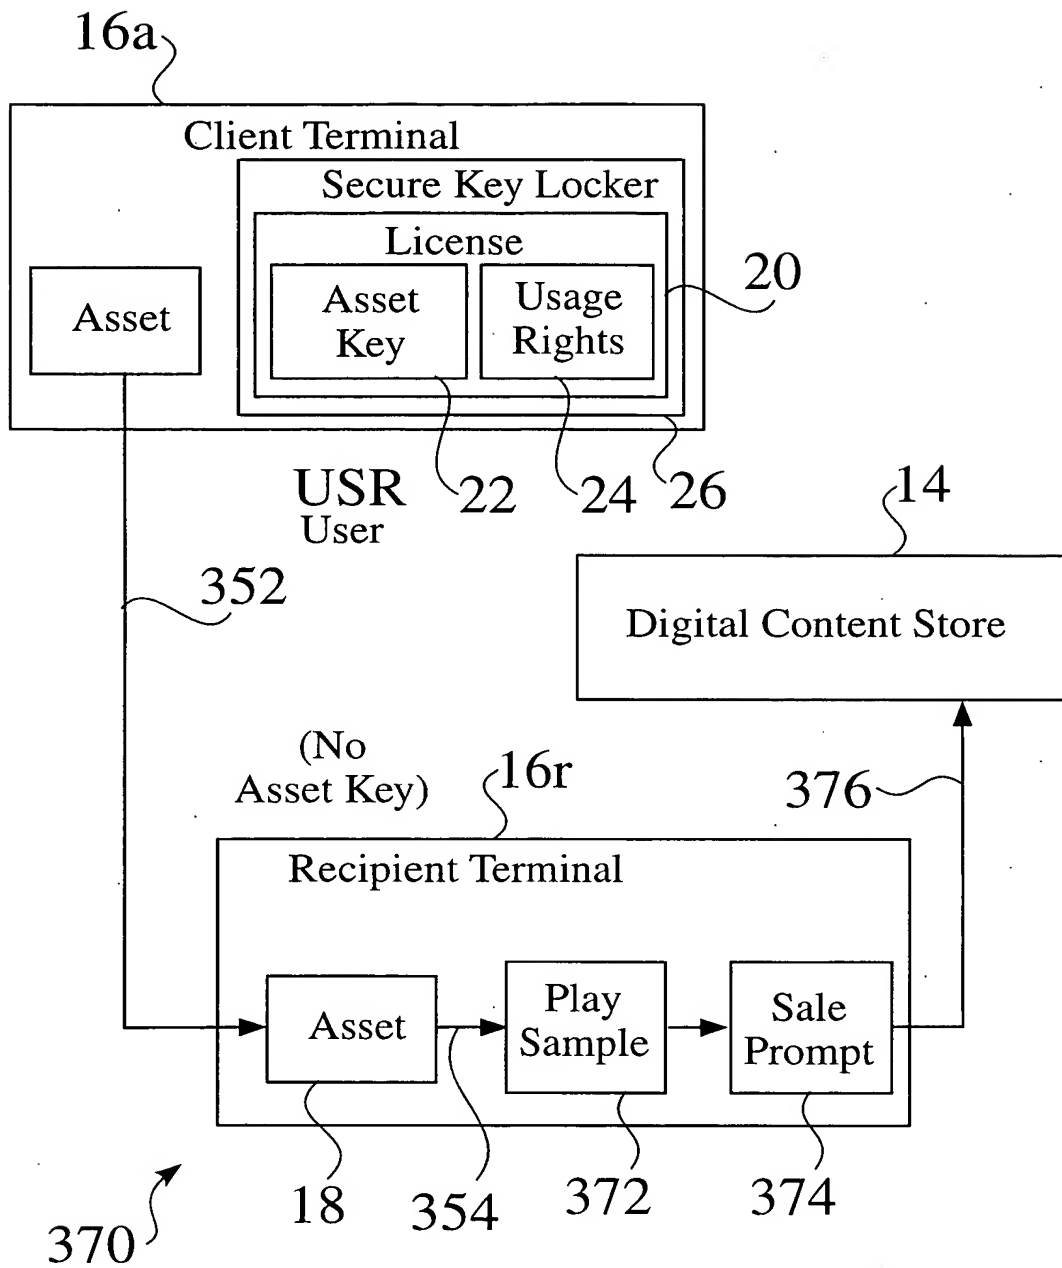 16a
Client Terminal
Secure Key Locker
License
Asset
Asset
Key
Usage
Rights
20
22
24
26
USR
User
14
352
Digital Content Store
(No
Asset Key)
16r
376
Recipient Terminal
Asset
Play
Sample
Sale
Prompt
18
354
372
374
370